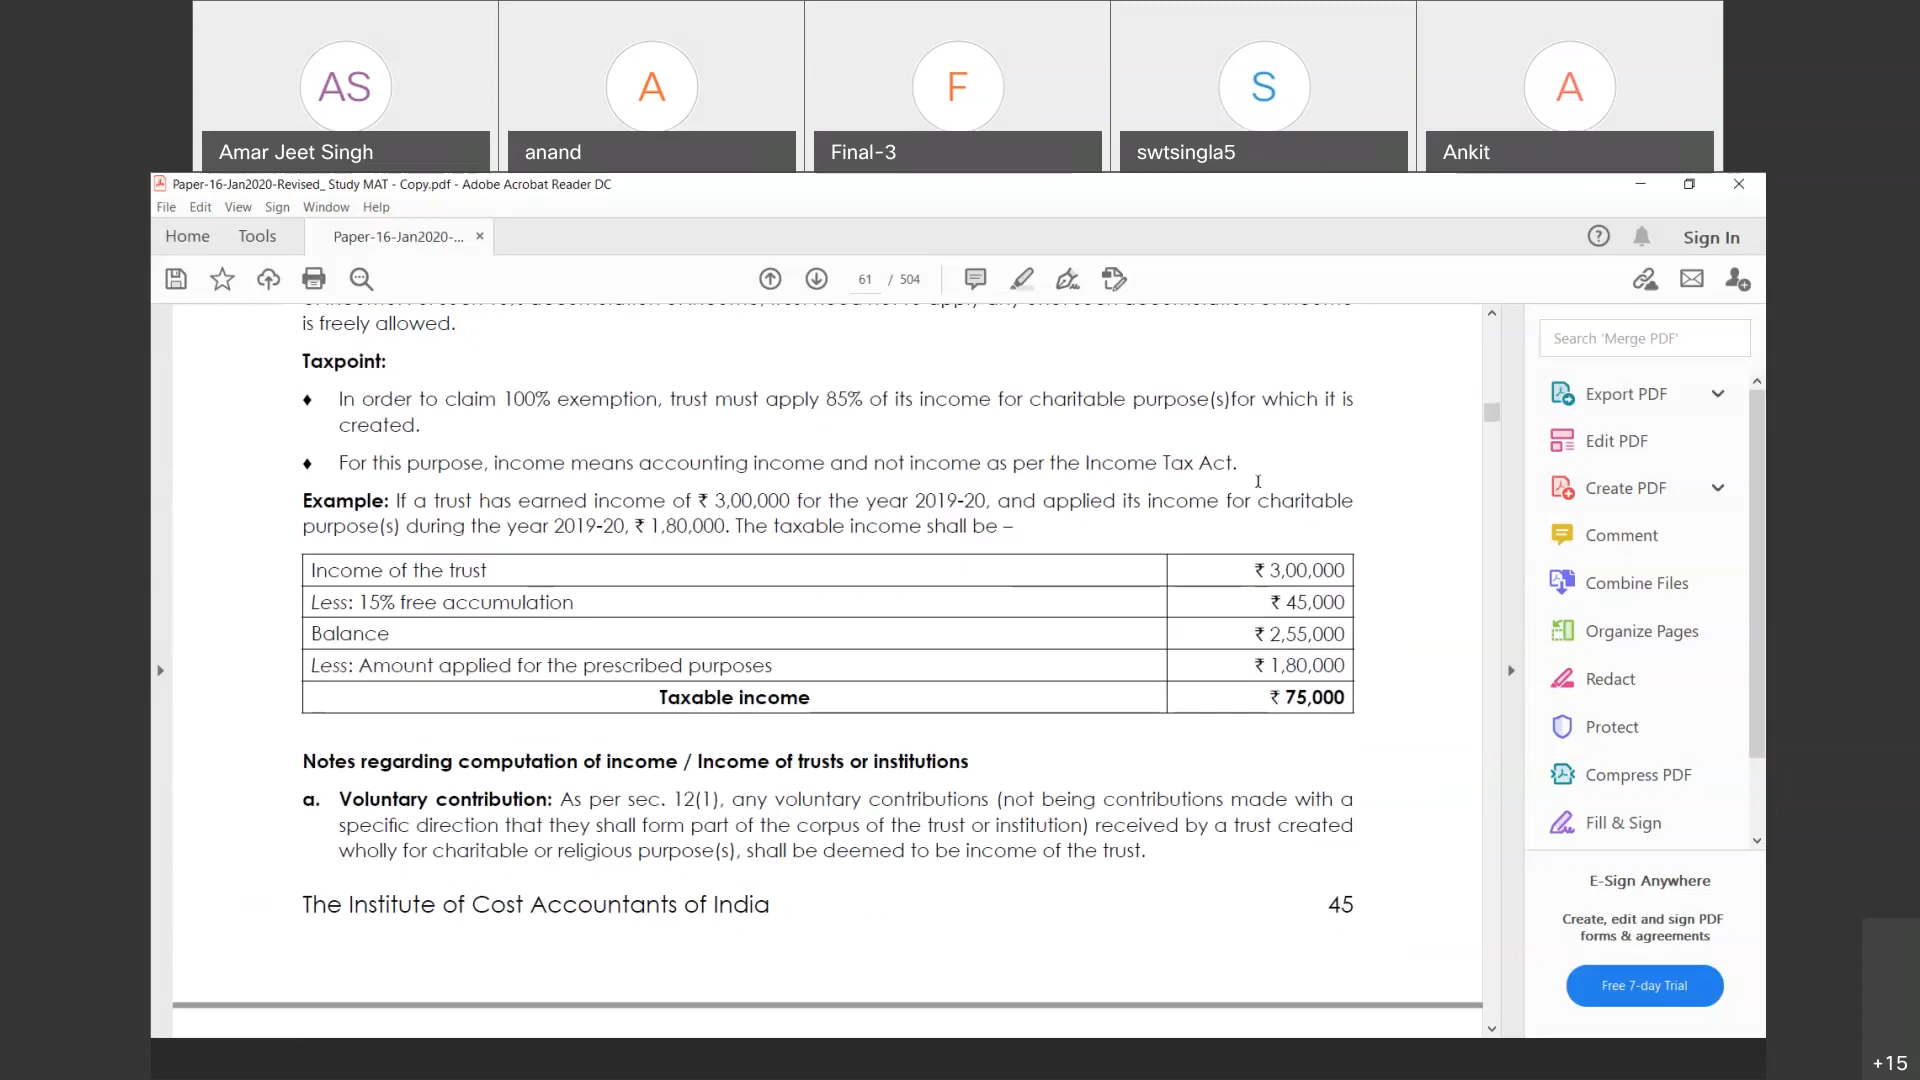 AS
A
F
S
A
Amar Jeet Singh
anand
Final-3
swtsingla5
Ankit
Paper-16-Jan2020-Revised_ Study MAT - Copy.pdf - Adobe Acrobat Reader DC
File Edit View Sign Window Help
Home Tools Paper-16-Jan2020-... × Sign In
61 / 504
is freely allowed.
Taxpoint:
♦ In order to claim 100% exemption, trust must apply 85% of its income for charitable purpose(s)for which it is
created.
♦ For this purpose, income means accounting income and not income as per the Income Tax Act.
Example: If a trust has earned income of ₹ 3,00,000 for the year 2019-20, and applied its income for charitable
purpose(s) during the year 2019-20, ₹ 1,80,000. The taxable income shall be –
Income of the trust ₹ 3,00,000
Less: 15% free accumulation ₹ 45,000
Balance ₹ 2,55,000
Less: Amount applied for the prescribed purposes ₹ 1,80,000
Taxable income ₹ 75,000
Notes regarding computation of income / Income of trusts or institutions
a. Voluntary contribution: As per sec. 12(1), any voluntary contributions (not being contributions made with a
specific direction that they shall form part of the corpus of the trust or institution) received by a trust created
wholly for charitable or religious purpose(s), shall be deemed to be income of the trust.
The Institute of Cost Accountants of India 45
Search 'Merge PDF'
Export PDF
Edit PDF
Create PDF
Comment
Combine Files
Organize Pages
Redact
Protect
Compress PDF
Fill & Sign
E-Sign Anywhere
Create, edit and sign PDF
forms & agreements
Free 7-day Trial
+15